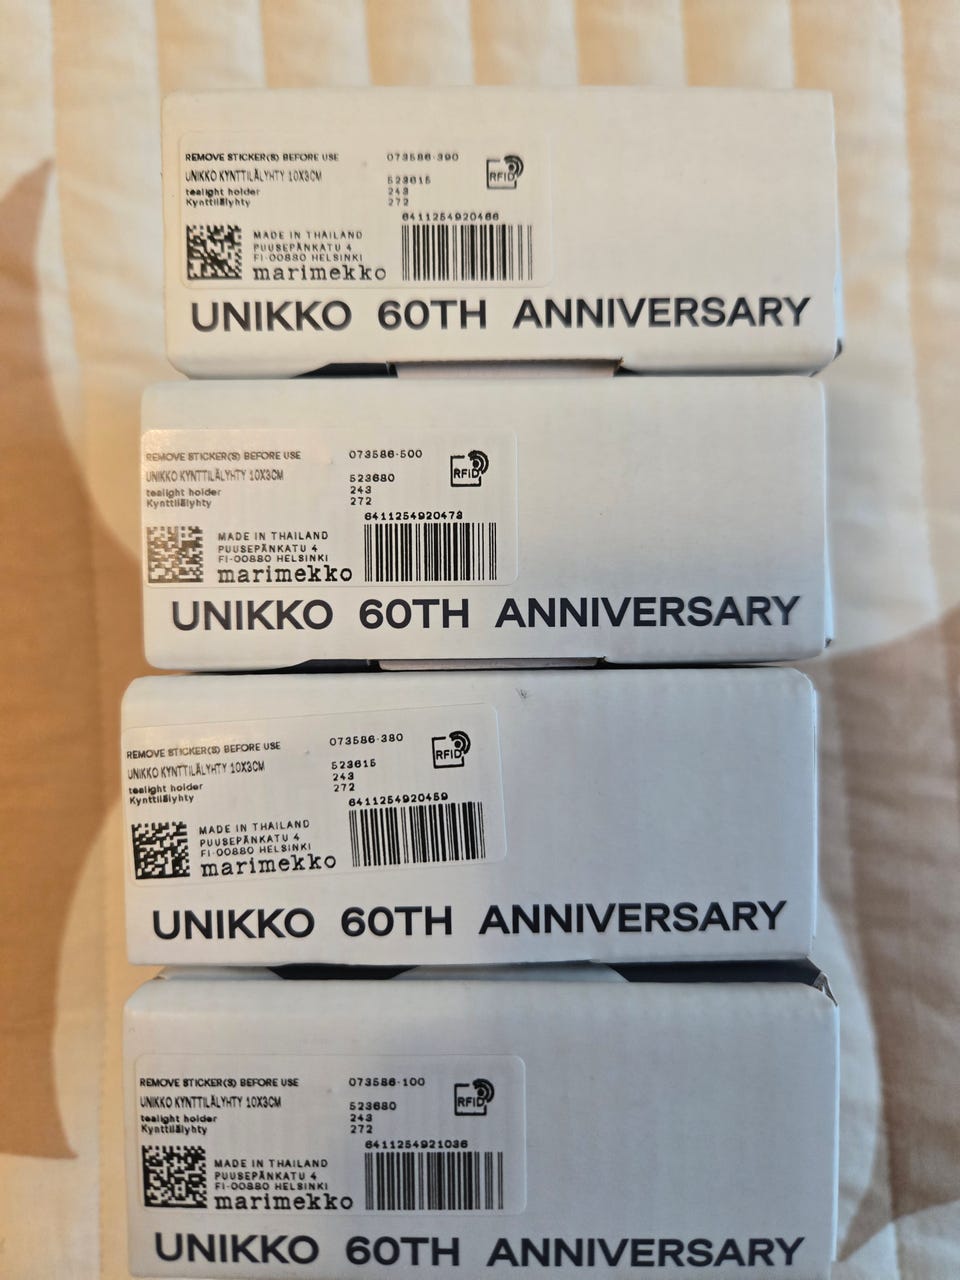 REMOVE STICKER(S) BEFORE USE 073586-390
RFID
UNIKKO KYNTTILÄLYHTY 10X3CM 523615
tealight holder 243
Kynttilälyhty 272
6411254920466
MADE IN THAILAND
PUUSEPÄNKATU 4
FI-00880 HELSINKI
marimekko
UNIKKO 60TH ANNIVERSARY
REMOVE STICKER(S) BEFORE USE 073586-500
RFID
UNIKKO KYNTTILÄLYHTY 10X3CM 523680
tealight holder 243
Kynttilälyhty 272
6411254920473
MADE IN THAILAND
PUUSEPÄNKATU 4
FI-00880 HELSINKI
marimekko
UNIKKO 60TH ANNIVERSARY
REMOVE STICKER(S) BEFORE USE 073586-380
RFID
UNIKKO KYNTTILÄLYHTY 10X3CM 523615
tealight holder 243
Kynttilälyhty 272
6411254920459
MADE IN THAILAND
PUUSEPÄNKATU 4
FI-00880 HELSINKI
marimekko
UNIKKO 60TH ANNIVERSARY
REMOVE STICKER(S) BEFORE USE 073586-100
RFID
UNIKKO KYNTTILÄLYHTY 10X3CM 523680
tealight holder 243
Kynttilälyhty 272
6411254921036
MADE IN THAILAND
PUUSEPÄNKATU 4
FI-00880 HELSINKI
marimekko
UNIKKO 60TH ANNIVERSARY